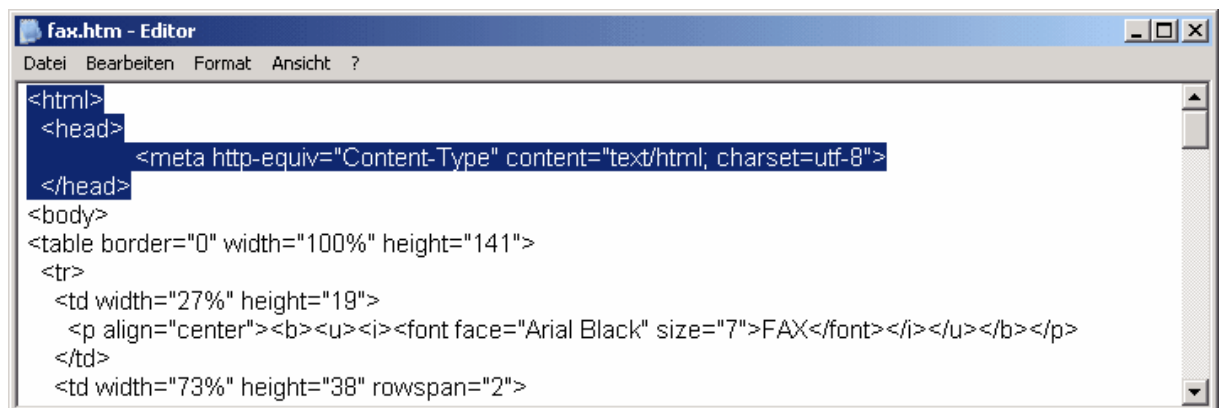 fax.htm - Editor
Datei Bearbeiten Format Ansicht ?
<html>
<head>
<meta http-equiv="Content-Type" content="text/html; charset=utf-8">
</head>
<body>
<table border="0" width="100%" height="141">
<tr>
<td width="27%" height="19">
<p align="center"><b><u><i><font face="Arial Black" size="7">FAX</font></i></u></b></p>
</td>
<td width="73%" height="38" rowspan="2">